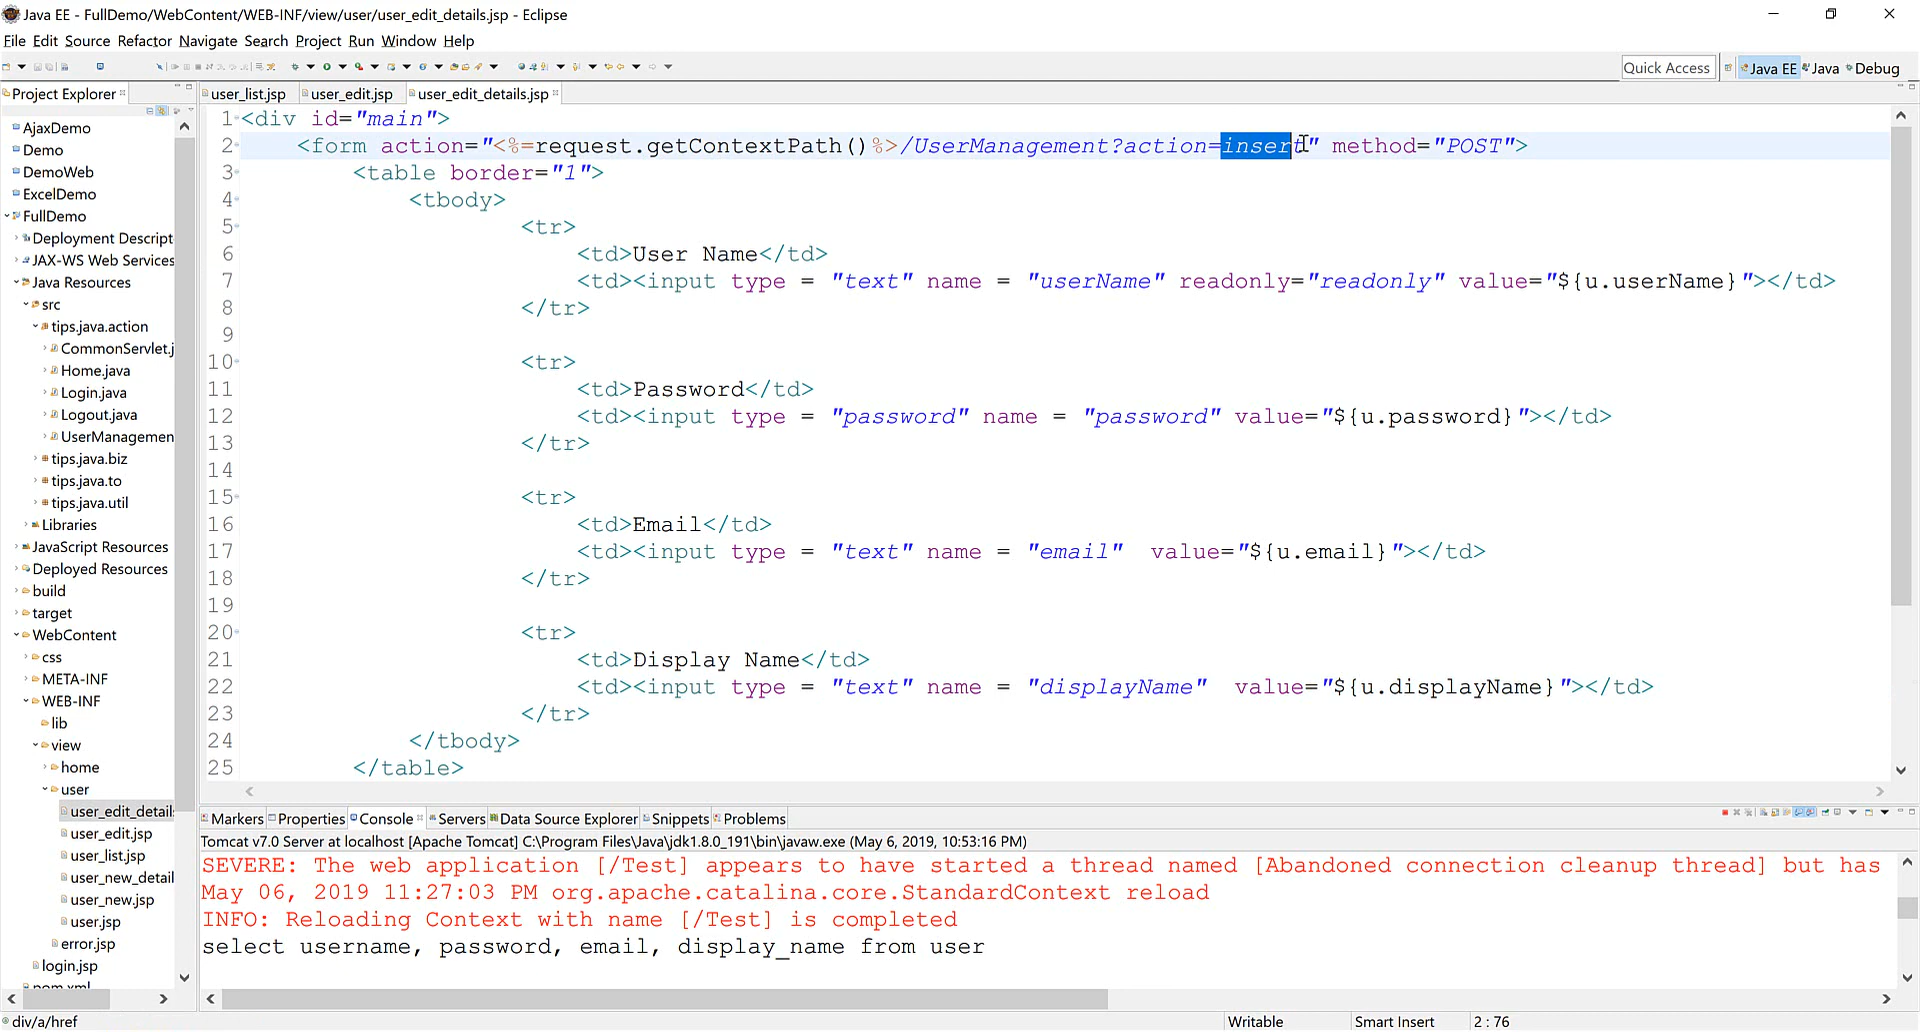 Java EE - FullDemo/WebContent/WEB-INF/view/user/user_edit_details.jsp - Eclipse
File Edit Source Refactor Navigate Search Project Run Window Help
Quick Access Java EE Java Debug
Project Explorer
AjaxDemo
Demo
DemoWeb
ExcelDemo
FullDemo
Deployment Descript
JAX-WS Web Services
Java Resources
src
tips.java.action
CommonServlet.j
Home.java
Login.java
Logout.java
UserManagemen
tips.java.biz
tips.java.to
tips.java.util
Libraries
JavaScript Resources
Deployed Resources
build
target
WebContent
css
META-INF
WEB-INF
lib
view
home
user
user_edit_detail
user_edit.jsp
user_list.jsp
user_new_detail
user_new.jsp
user.jsp
error.jsp
login.jsp
pom.xml
user_list.jsp user_edit.jsp user_edit_details.jsp
1 <div id="main">
2 <form action="<%=request.getContextPath()%>/UserManagement?action=insert" method="POST">
3 <table border="1">
4 <tbody>
5 <tr>
6 <td>User Name</td>
7 <td><input type = "text" name = "userName" readonly="readonly" value="${u.userName}"></td>
8 </tr>
9
10 <tr>
11 <td>Password</td>
12 <td><input type = "password" name = "password" value="${u.password}"></td>
13 </tr>
14
15 <tr>
16 <td>Email</td>
17 <td><input type = "text" name = "email"  value="${u.email}"></td>
18 </tr>
19
20 <tr>
21 <td>Display Name</td>
22 <td><input type = "text" name = "displayName"  value="${u.displayName}"></td>
23 </tr>
24 </tbody>
25 </table>
Markers Properties Console Servers Data Source Explorer Snippets Problems
Tomcat v7.0 Server at localhost [Apache Tomcat] C:\Program Files\Java\jdk1.8.0_191\bin\javaw.exe (May 6, 2019, 10:53:16 PM)
SEVERE: The web application [/Test] appears to have started a thread named [Abandoned connection cleanup thread] but has
May 06, 2019 11:27:03 PM org.apache.catalina.core.StandardContext reload
INFO: Reloading Context with name [/Test] is completed
select username, password, email, display_name from user
div/a/href Writable Smart Insert 2 : 76